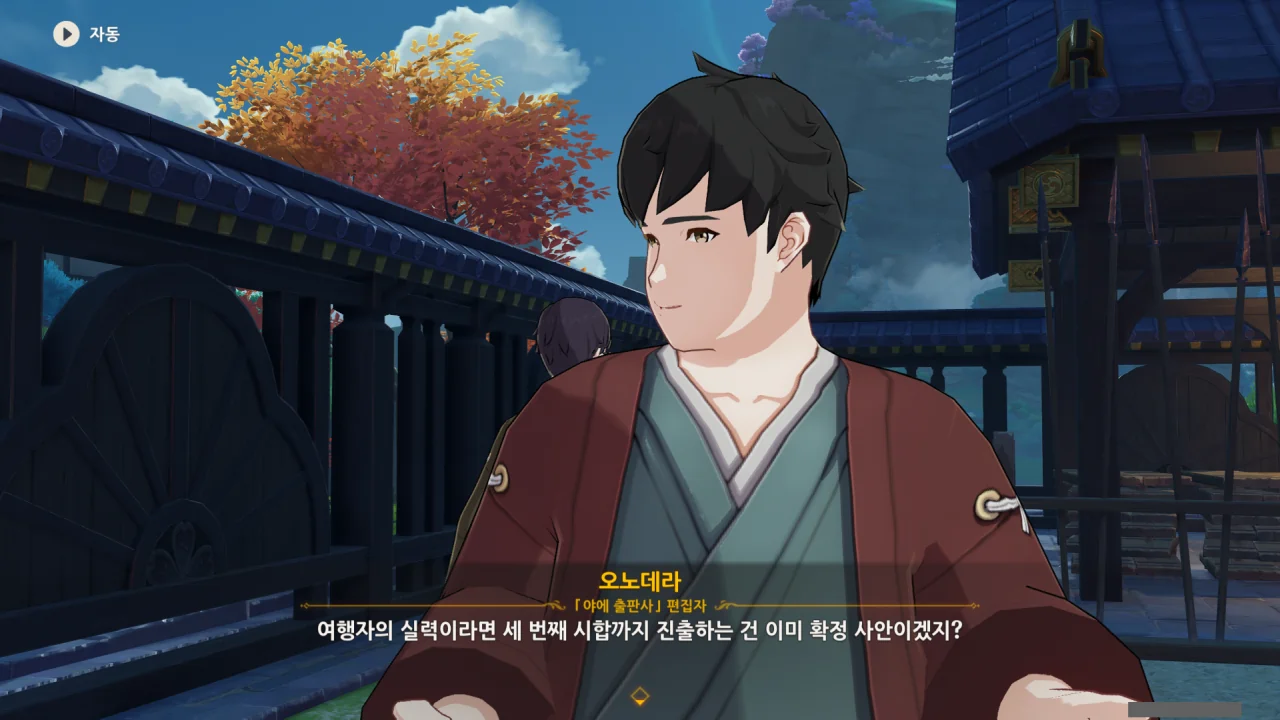 자동
오노데라
「야에 출판사」 편집자
여행자의 실력이라면 세 번째 시합까지 진출하는 건 이미 확정 사안이겠지?